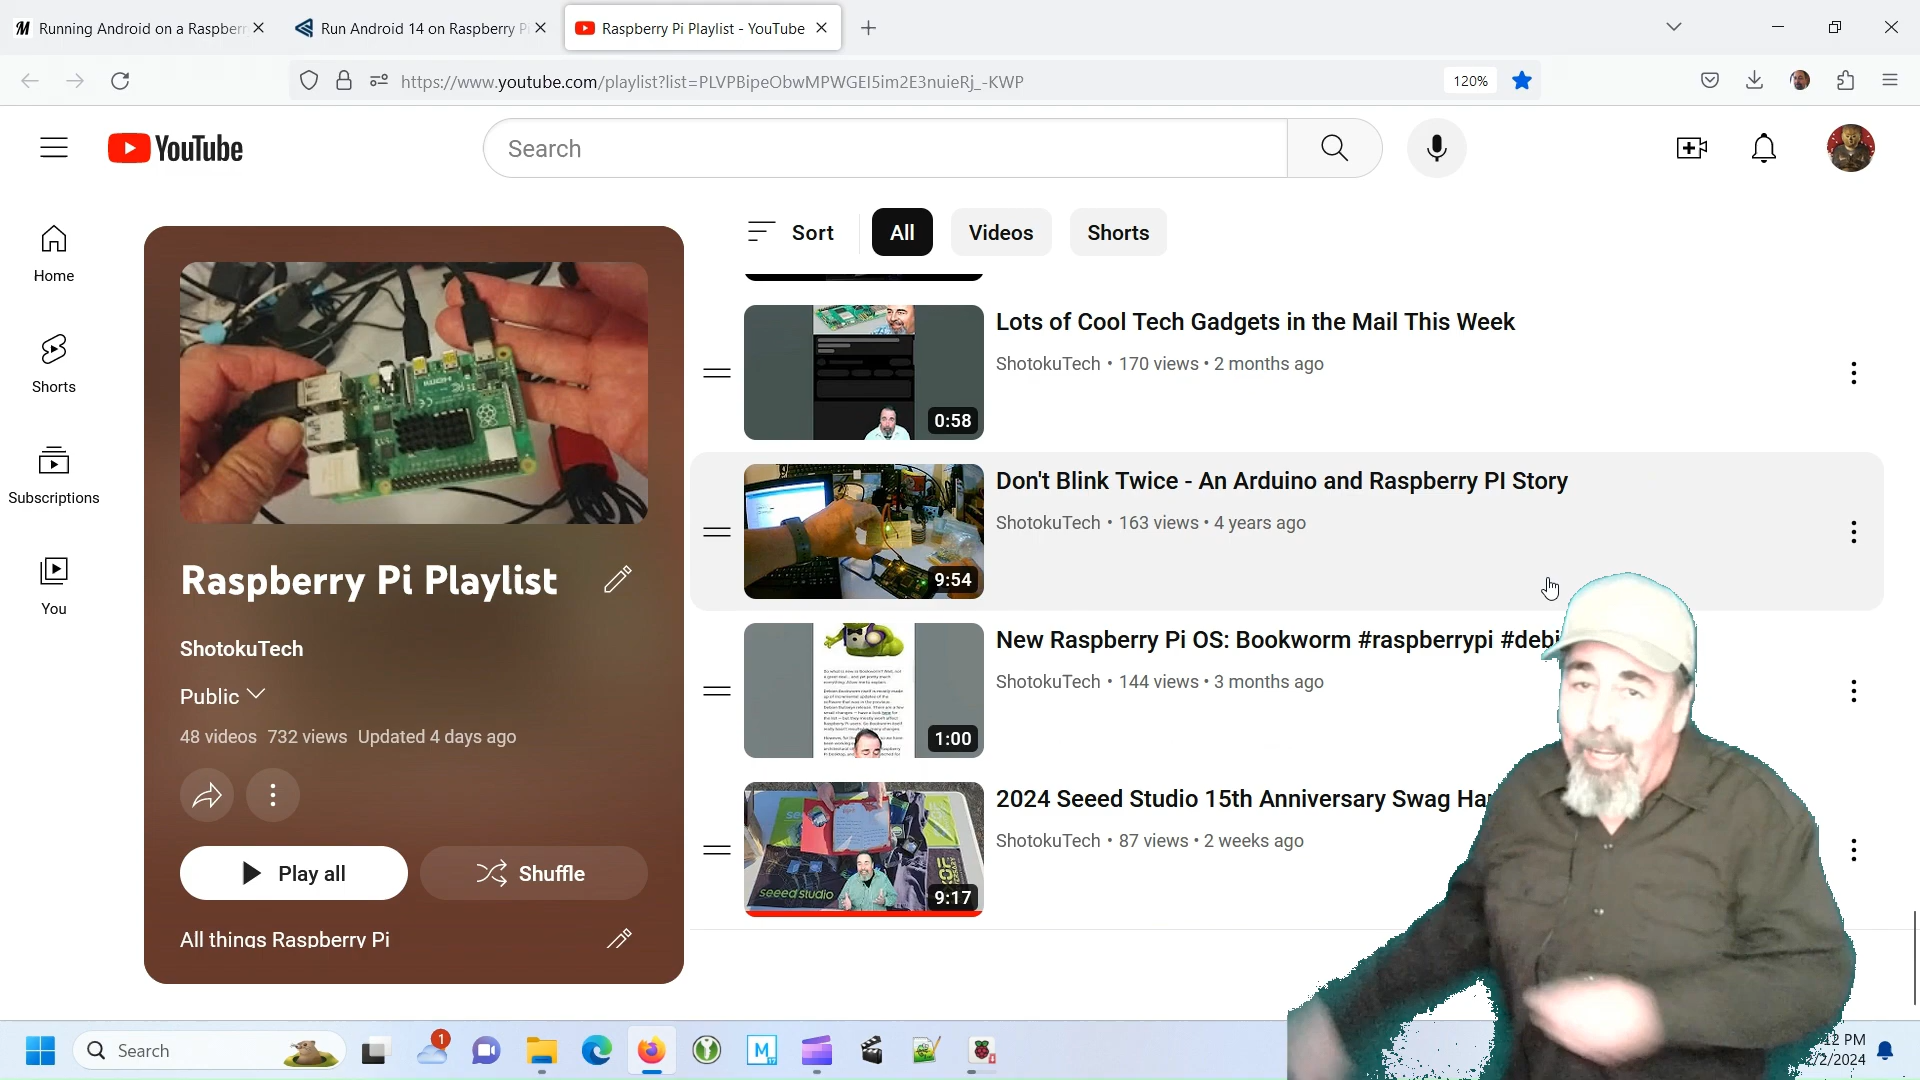 Running Android on a Raspberr
Run Android 14 on Raspberry Pi
Raspberry Pi Playlist - YouTube
https://www.youtube.com/playlist?list=PLVPBipeObwMPWGEI5im2E3nuieRj_-KWP
120%
YouTube
Search
Home
Shorts
Subscriptions
You
Raspberry Pi Playlist
ShotokuTech
Public
48 videos 732 views Updated 4 days ago
Play all
Shuffle
All things Raspberry Pi
Sort
All
Videos
Shorts
Lots of Cool Tech Gadgets in the Mail This Week
ShotokuTech • 170 views • 2 months ago
0:58
Don't Blink Twice - An Arduino and Raspberry PI Story
ShotokuTech • 163 views • 4 years ago
9:54
New Raspberry Pi OS: Bookworm #raspberrypi #debi
ShotokuTech • 144 views • 3 months ago
1:00
2024 Seeed Studio 15th Anniversary Swag Ha
ShotokuTech • 87 views • 2 weeks ago
seeed studio
9:17
Search
1
12 PM
/2/2024